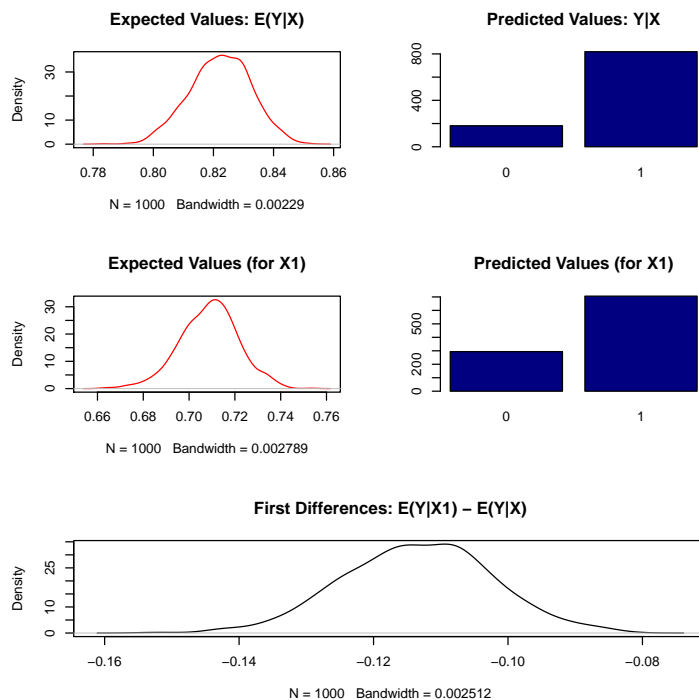 Expected Values: E(Y|X)
Density
0 10 30
0.78 0.80 0.82 0.84 0.86
N = 1000 Bandwidth = 0.00229
Predicted Values: Y|X
0 400 800
0 1
Expected Values (for X1)
Density
0 10 20 30
0.66 0.68 0.70 0.72 0.74 0.76
N = 1000 Bandwidth = 0.002789
Predicted Values (for X1)
0 200 500
0 1
First Differences: E(Y|X1) − E(Y|X)
Density
0 10 25
−0.16 −0.14 −0.12 −0.10 −0.08
N = 1000 Bandwidth = 0.002512